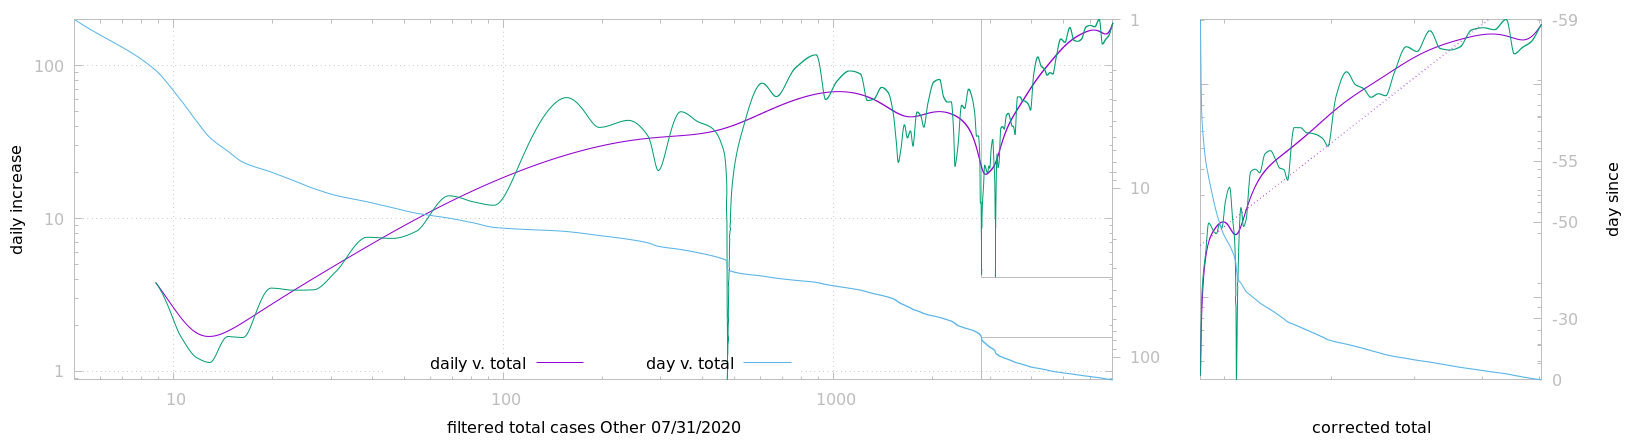 1
-59
100
daily increase
-55
10
10
-50
day since
-30
daily v. total
day v. total
1
100
0
10
100
1000
filtered total cases Other 07/31/2020
corrected total